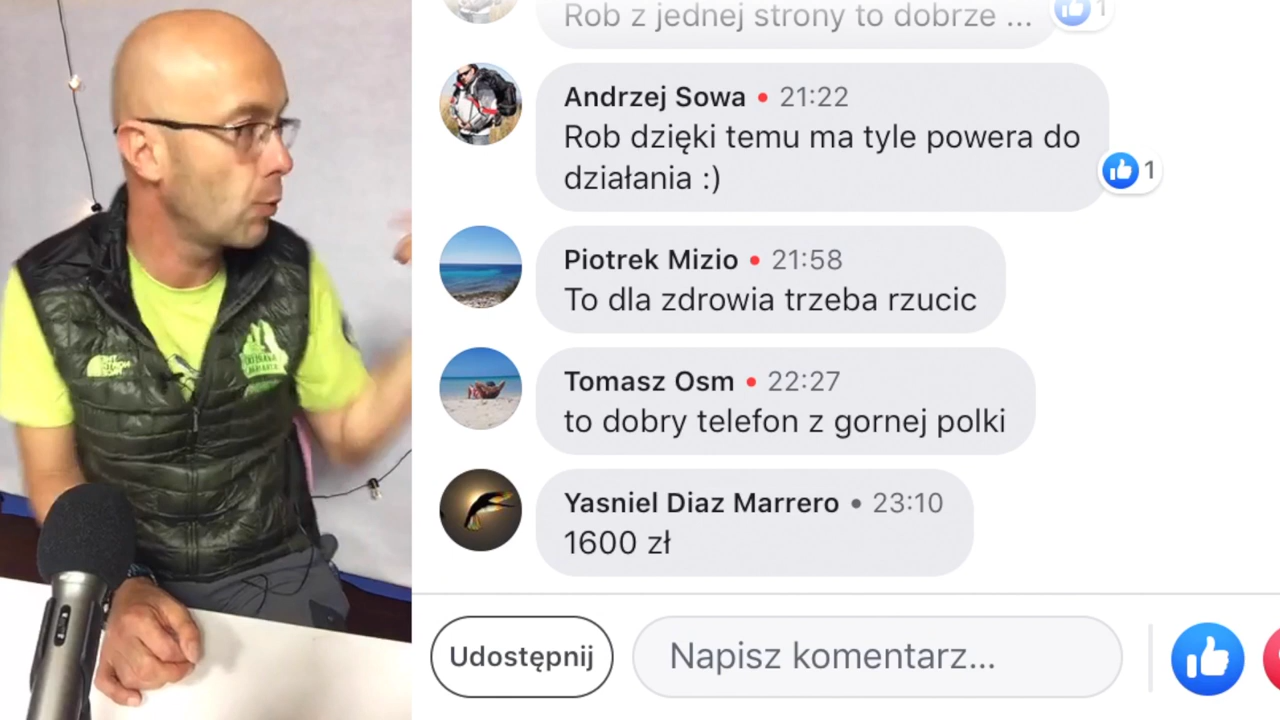 Rob z jednej strony to dobrze ...
1
Andrzej Sowa • 21:22
Rob dzięki temu ma tyle powera do
działania :)
1
Piotrek Mizio • 21:58
To dla zdrowia trzeba rzucic
Tomasz Osm • 22:27
to dobry telefon z gornej polki
Yasniel Diaz Marrero • 23:10
1600 zł
Udostępnij
Napisz komentarz...